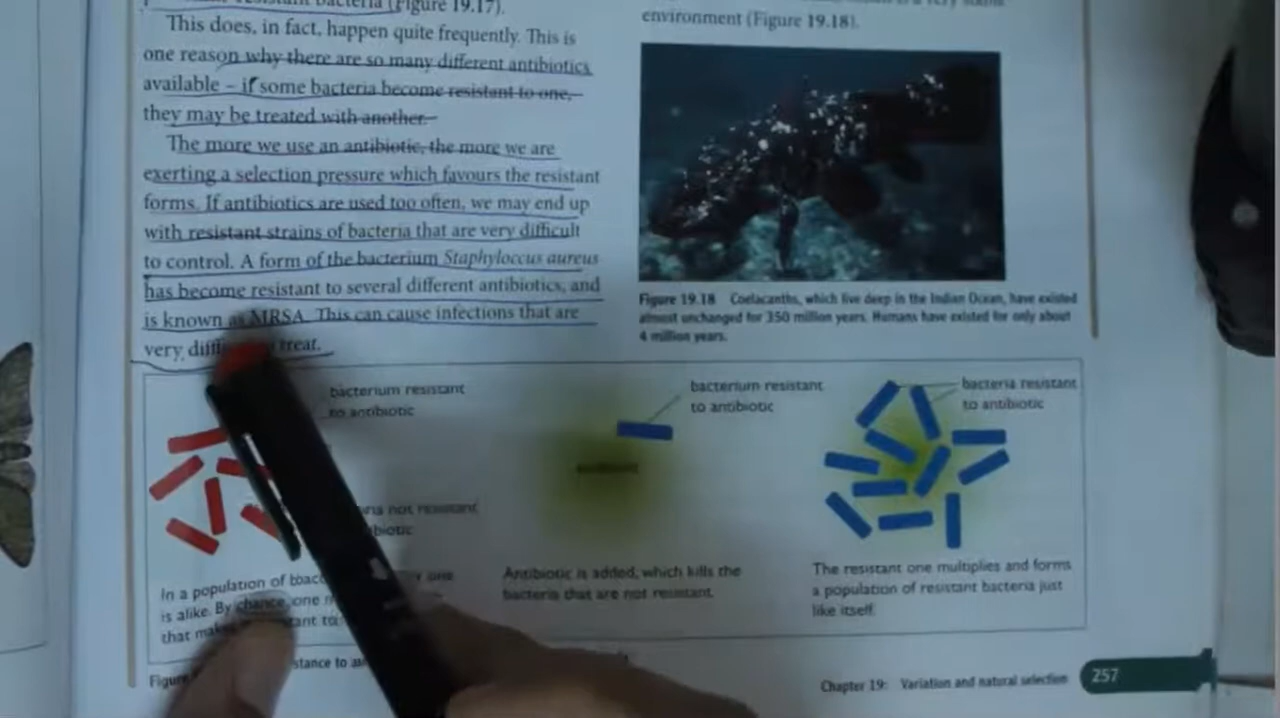 resistant bacteria (Figure 19.17).
This does, in fact, happen quite frequently. This is
one reason why there are so many different antibiotics
available – if some bacteria become resistant to one,
they may be treated with another.
The more we use an antibiotic, the more we are
exerting a selection pressure which favours the resistant
forms. If antibiotics are used too often, we may end up
with resistant strains of bacteria that are very difficult
to control. A form of the bacterium Staphyloccus aureus
has become resistant to several different antibiotics, and
is known as MRSA. This can cause infections that are
very treat.
environment (Figure 19.18).
Figure 19.18 Coelacanths, which live deep in the Indian Ocean, have existed
almost unchanged for 350 million years. Humans have existed for only about
4 million years.
bacterium resistant
to antibiotic
not resistant
In a population of one
is alike. By chance, one
that
bacterium resistant
to antibiotic
antibiotic
Antibiotic is added, which kills the
bacteria that are not resistant.
bacteria resistant
to antibiotic
The resistant one multiplies and forms
a population of resistant bacteria just
like itself.
Figure
Chapter 19: Variation and natural selection
257